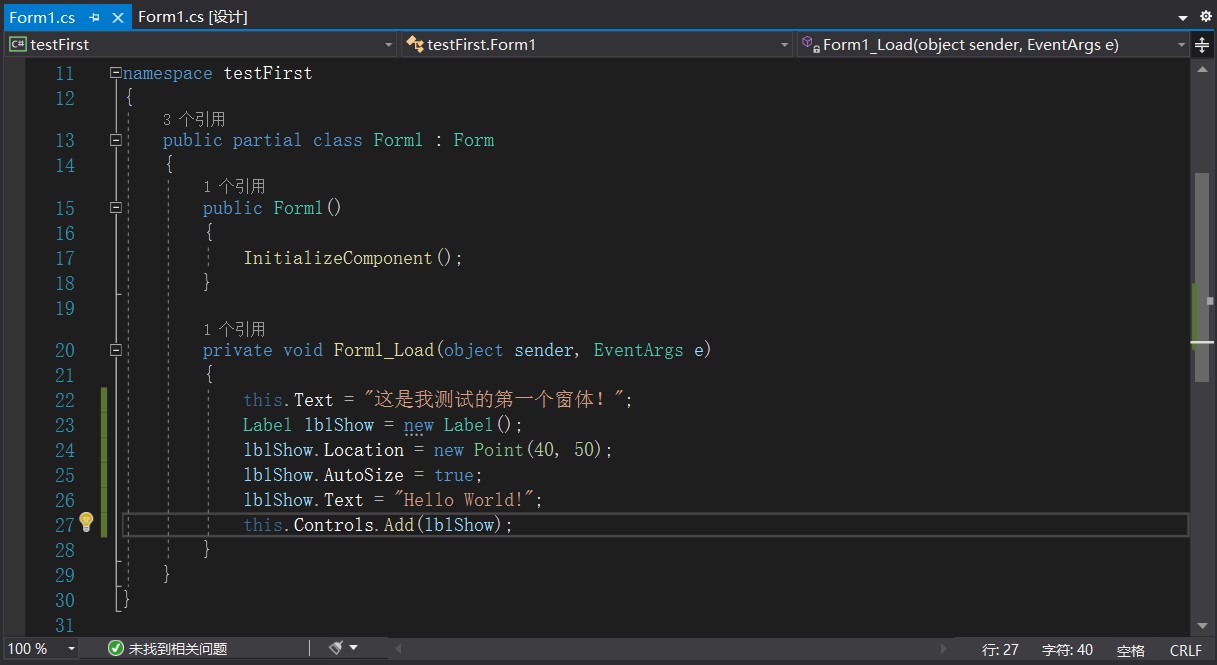 Form1.cs Form1.cs [设计]
C# testFirst testFirst.Form1 Form1_Load(object sender, EventArgs e)
11 namespace testFirst
12 {
3 个引用
13 public partial class Form1 : Form
14 {
1 个引用
15 public Form1()
16 {
17 InitializeComponent();
18 }
19
1 个引用
20 private void Form1_Load(object sender, EventArgs e)
21 {
22 this.Text = "这是我测试的第一个窗体！";
23 Label lblShow = new Label();
24 lblShow.Location = new Point(40, 50);
25 lblShow.AutoSize = true;
26 lblShow.Text = "Hello World!";
27 this.Controls.Add(lblShow);
28 }
29 }
30 }
31
100 % 未找到相关问题 行: 27 字符: 40 空格 CRLF